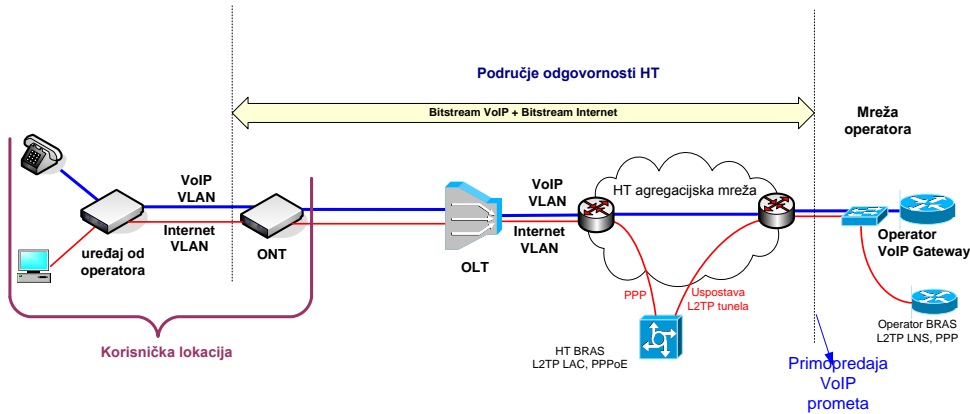 Područje odgovornosti HT
Bitstream VoIP + Bitstream Internet
Mreža
operatora
VoIP
VLAN
Internet
VLAN
uređaj od
operatora
ONT
OLT
VoIP
VLAN
Internet
VLAN
HT agregacijska mreža
PPP
Uspostava
L2TP tunela
HT BRAS
L2TP LAC, PPPoE
Operator
VoIP Gateway
Operator BRAS
L2TP LNS, PPP
Korisnička lokacija
Primopredaja
VoIP
prometa